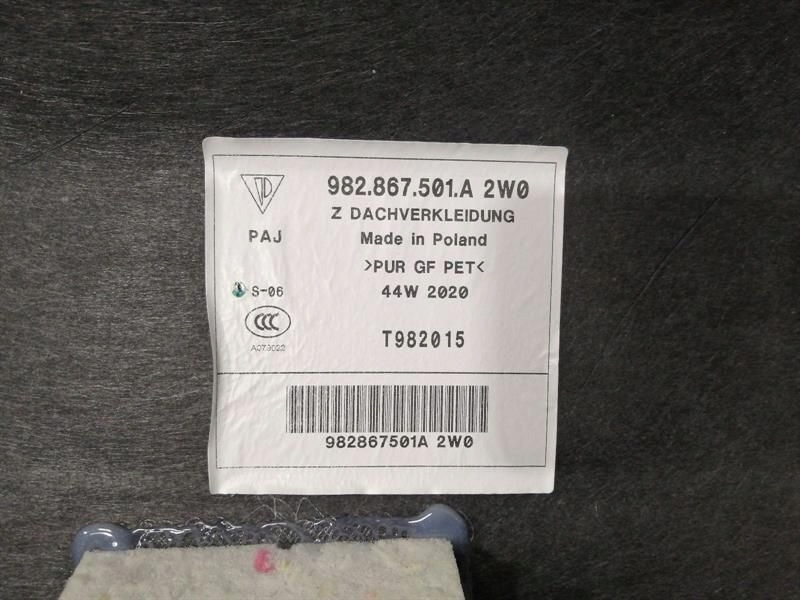 982.867.501.A 2W0
Z DACHVERKLEIDUNG
PAJ
Made in Poland
>PUR GF PET<
S-06
44W 2020
CCC
A073022
T982015
982867501A 2W0